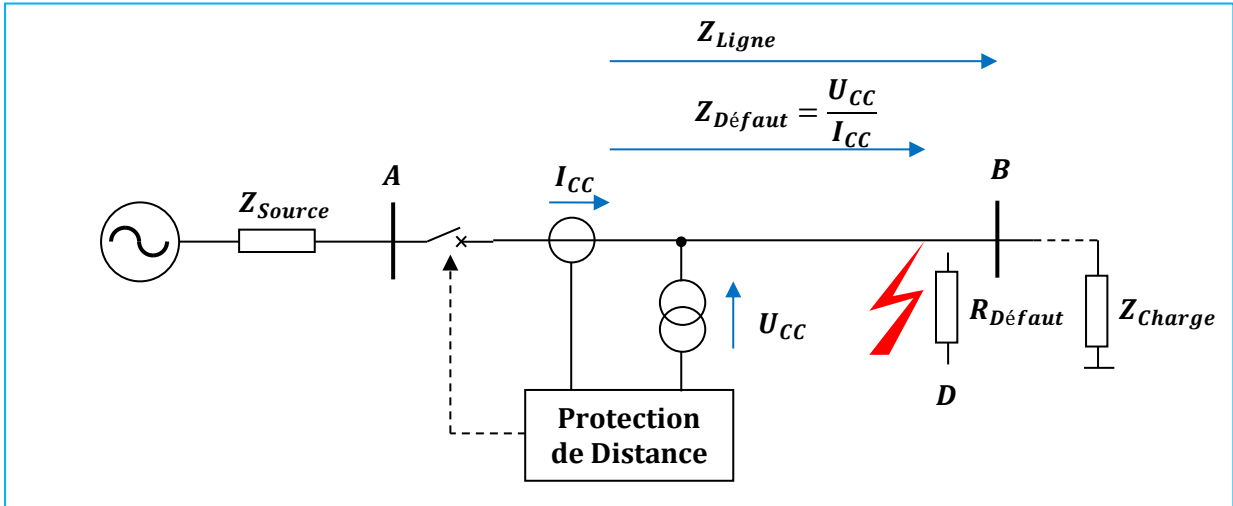 Z_Ligne
Z_Défaut = U_CC / I_CC
A
B
I_CC
Z_Source
U_CC
R_Défaut
Z_Charge
D
Protection
de Distance